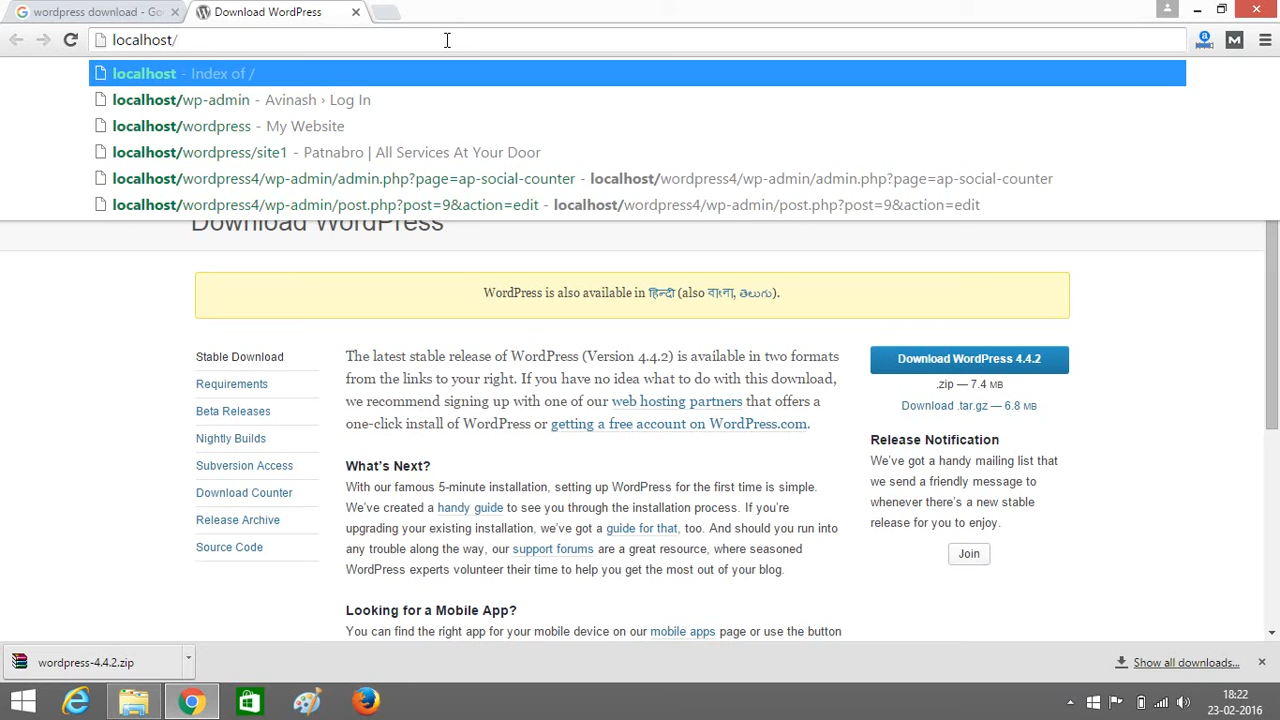 wordpress download - Go
Download WordPress
localhost/
localhost - Index of /
localhost/wp-admin - Avinash › Log In
localhost/wordpress - My Website
localhost/wordpress/site1 - Patnabro | All Services At Your Door
localhost/wordpress4/wp-admin/admin.php?page=ap-social-counter - localhost/wordpress4/wp-admin/admin.php?page=ap-social-counter
localhost/wordpress4/wp-admin/post.php?post=9&action=edit - localhost/wordpress4/wp-admin/post.php?post=9&action=edit
Download WordPress
WordPress is also available in हिन्दी (also বাংলা, తెలుగు).
Stable Download
Requirements
Beta Releases
Nightly Builds
Subversion Access
Download Counter
Release Archive
Source Code
The latest stable release of WordPress (Version 4.4.2) is available in two formats
from the links to your right. If you have no idea what to do with this download,
we recommend signing up with one of our web hosting partners that offers a
one-click install of WordPress or getting a free account on WordPress.com.
What's Next?
With our famous 5-minute installation, setting up WordPress for the first time is simple.
We've created a handy guide to see you through the installation process. If you're
upgrading your existing installation, we've got a guide for that, too. And should you run into
any trouble along the way, our support forums are a great resource, where seasoned
WordPress experts volunteer their time to help you get the most out of your blog.
Looking for a Mobile App?
You can find the right app for your mobile device on our mobile apps page or use the button
Download WordPress 4.4.2
.zip — 7.4 MB
Download .tar.gz — 6.8 MB
Release Notification
We've got a handy mailing list that
we send a friendly message to
whenever there's a new stable
release for you to enjoy.
Join
wordpress-4.4.2.zip
Show all downloads...
18:22
23-02-2016